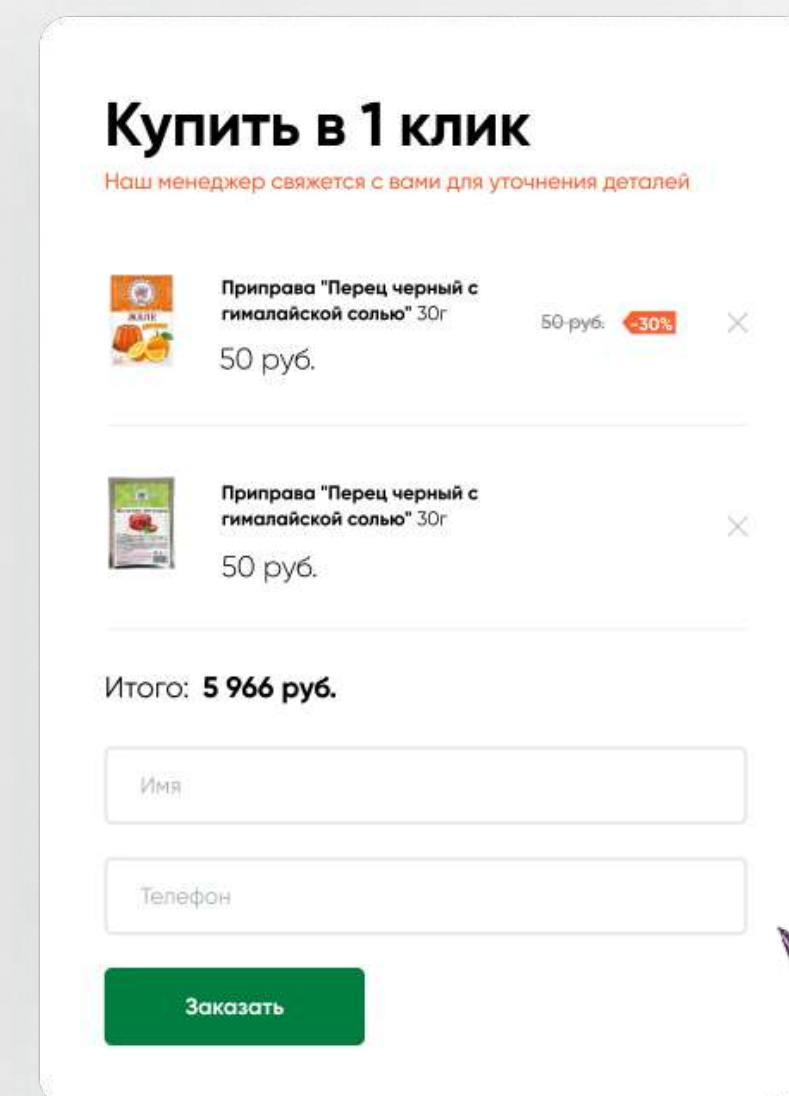 Купить в 1 клик
Наш менеджер свяжется с вами для уточнения деталей
ЖЕЛЕ
Приправа "Перец черный с
гималайской солью" 30г
50 руб.
50 руб.
-30%
Приправа "Перец черный с
гималайской солью" 30г
50 руб.
Итого: 5 966 руб.
Имя
Телефон
Заказать